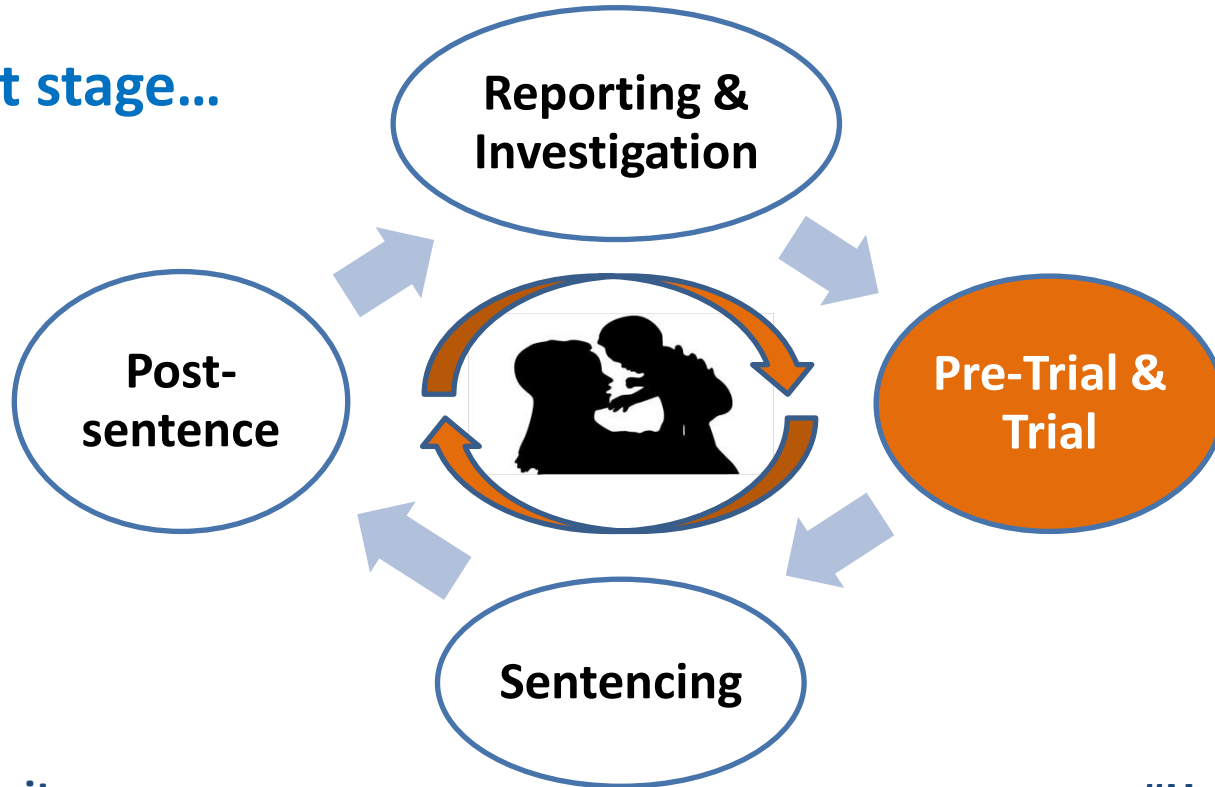 t stage…
Reporting &
Investigation
Pre-Trial &
Trial
Sentencing
Post-
sentence